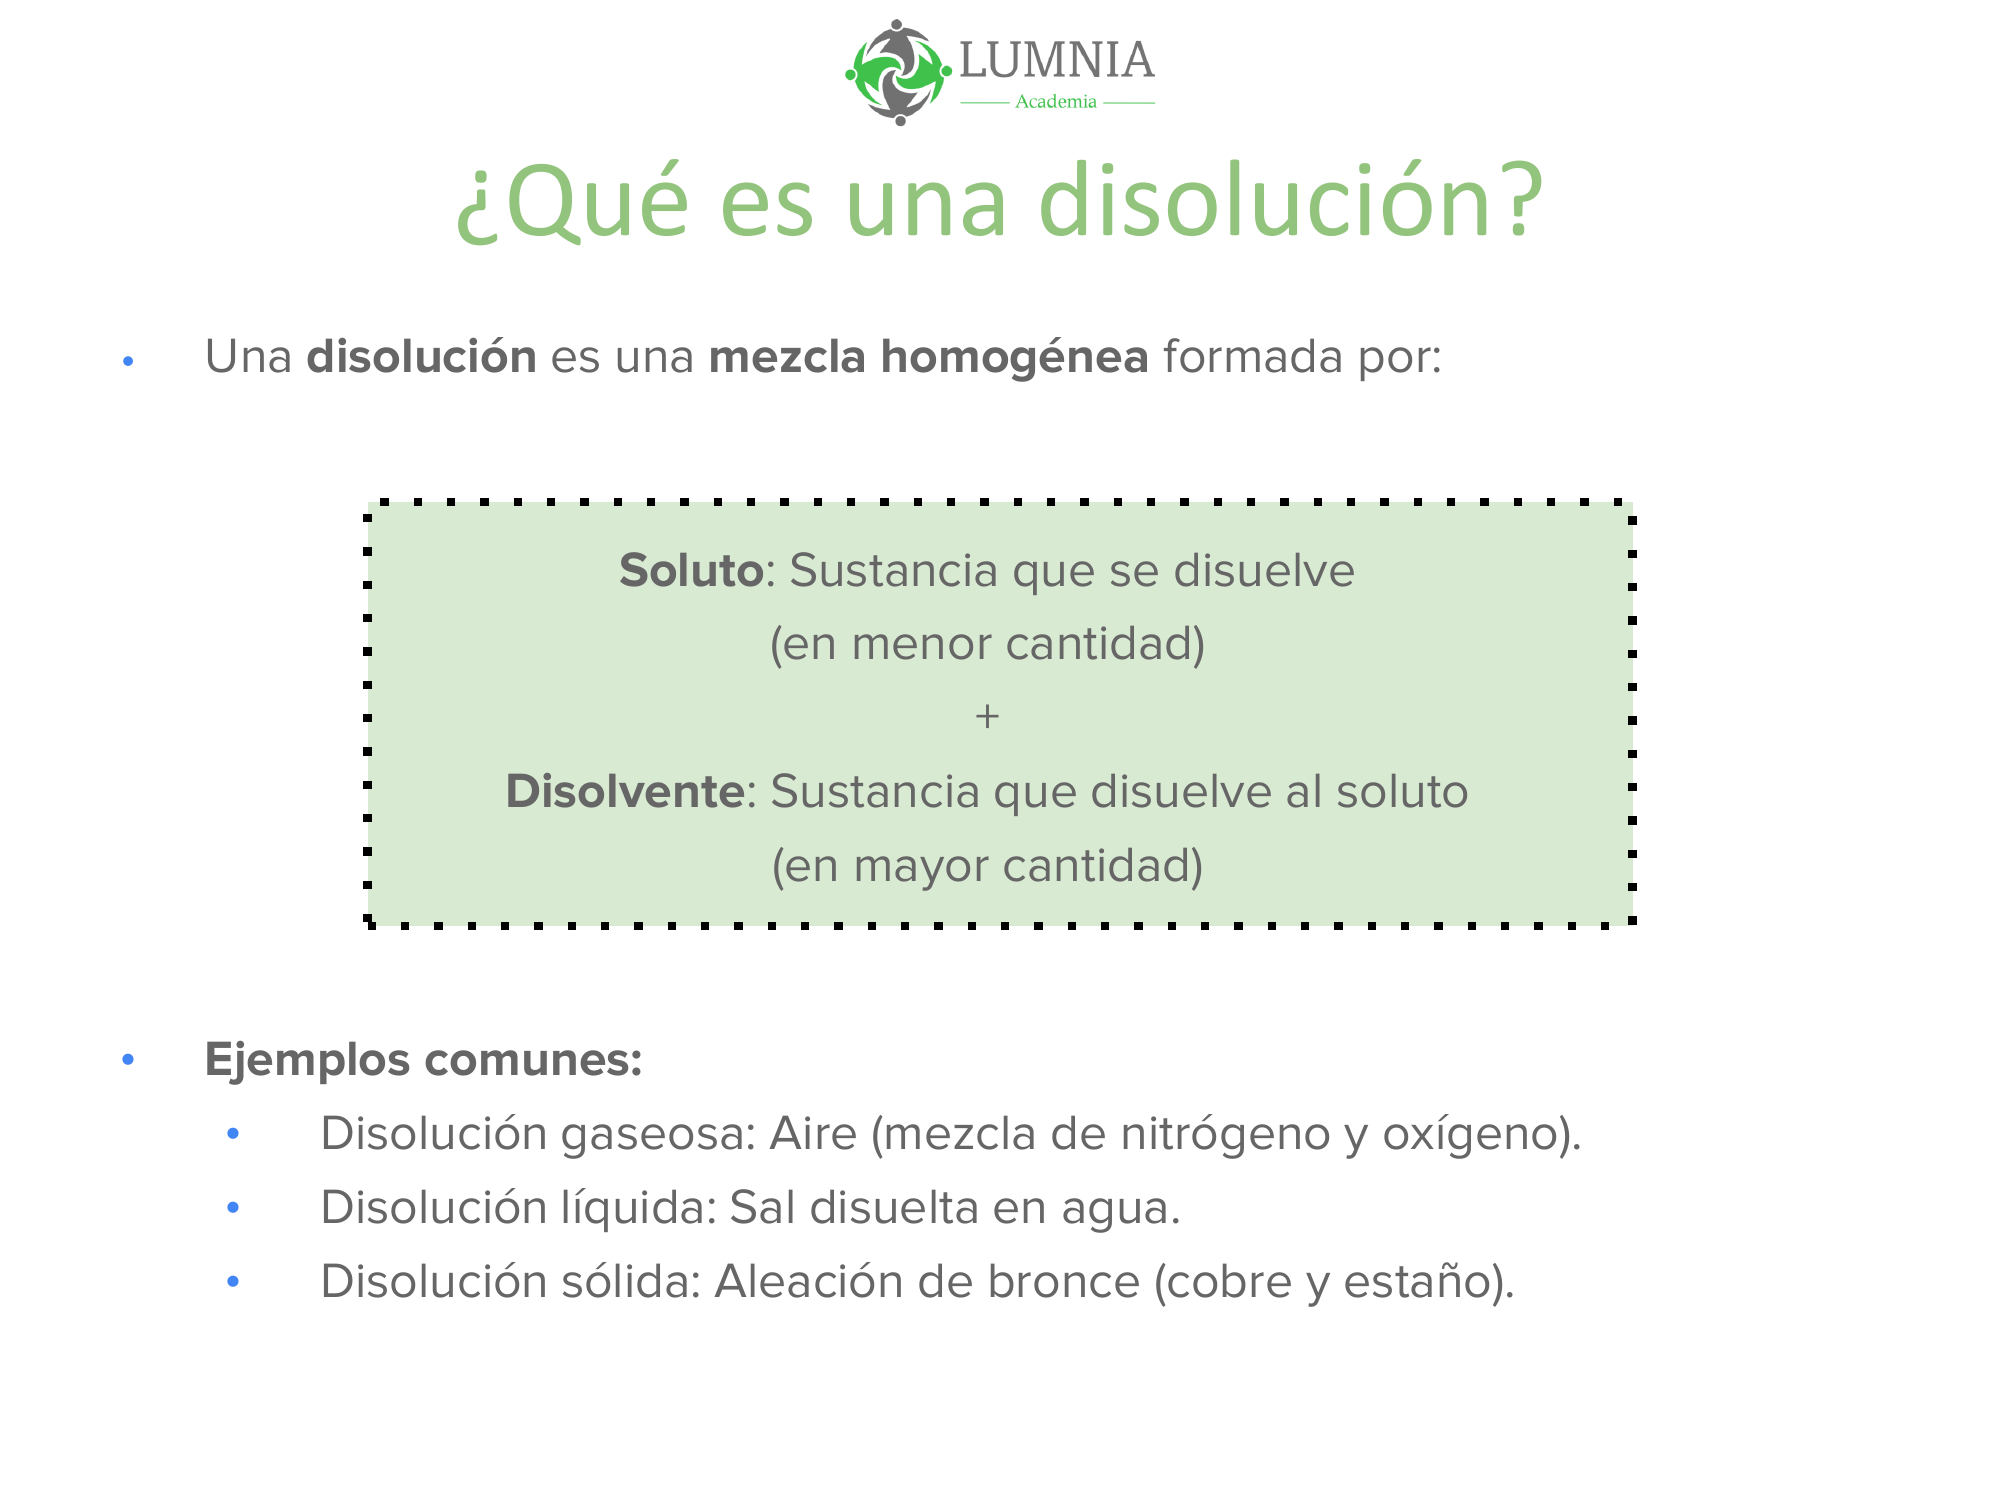 LUMNIA
Academia
¿Qué es una disolución?
• Una disolución es una mezcla homogénea formada por:
Soluto: Sustancia que se disuelve
(en menor cantidad)
+
Disolvente: Sustancia que disuelve al soluto
(en mayor cantidad)
• Ejemplos comunes:
• Disolución gaseosa: Aire (mezcla de nitrógeno y oxígeno).
• Disolución líquida: Sal disuelta en agua.
• Disolución sólida: Aleación de bronce (cobre y estaño).